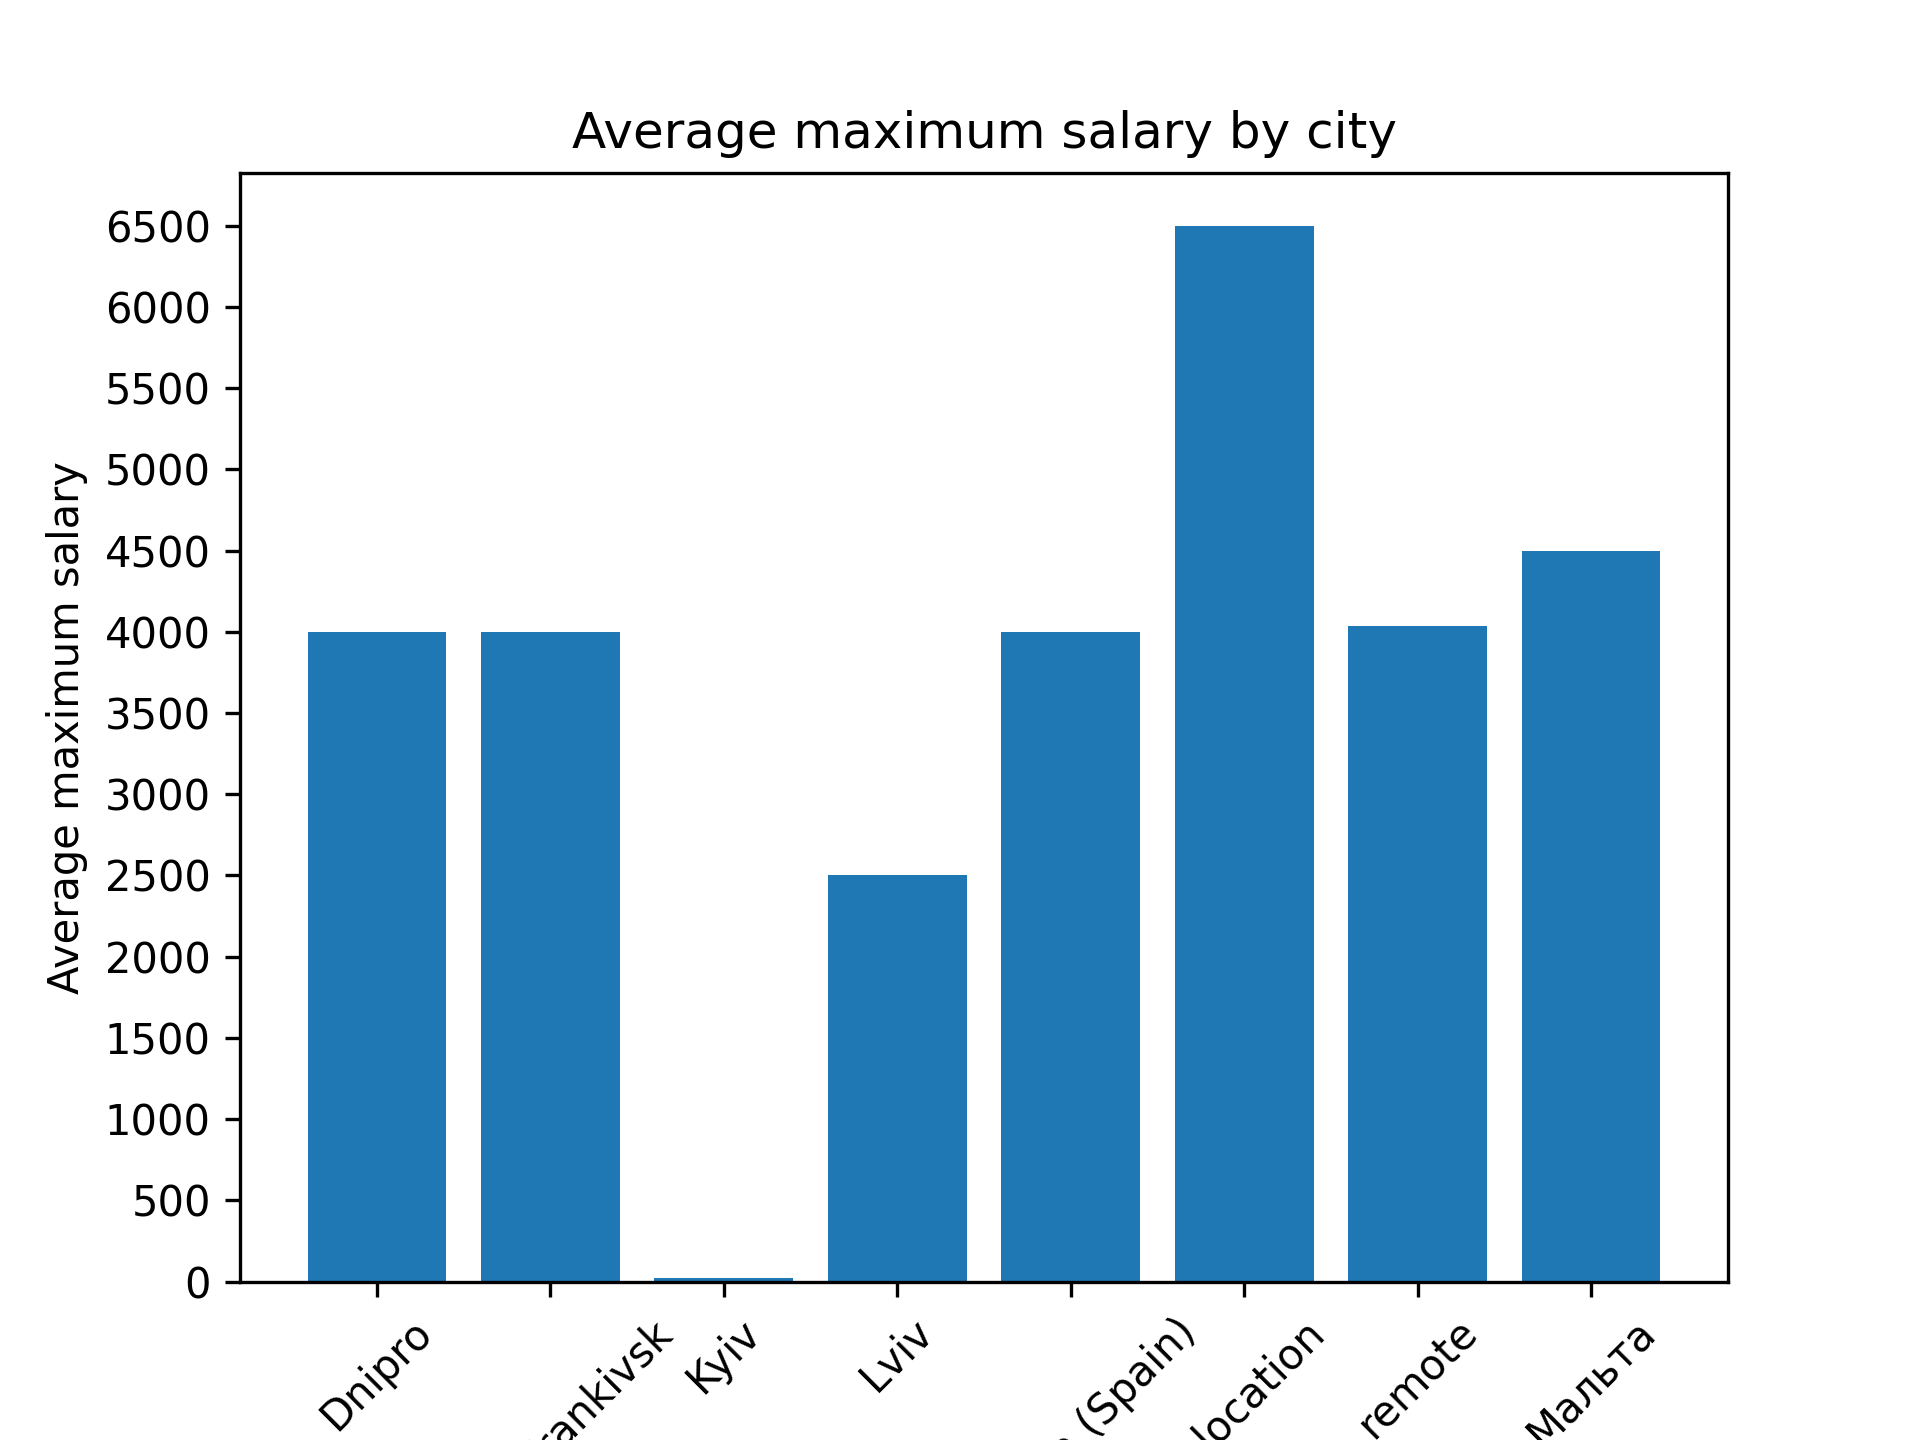 Average maximum salary by city
Average maximum salary
6500
6000
5500
5000
4500
4000
3500
3000
2500
2000
1500
1000
500
0
Dnipro
rankivsk
Kyiv
Lviv
(Spain)
location
remote
Мальта